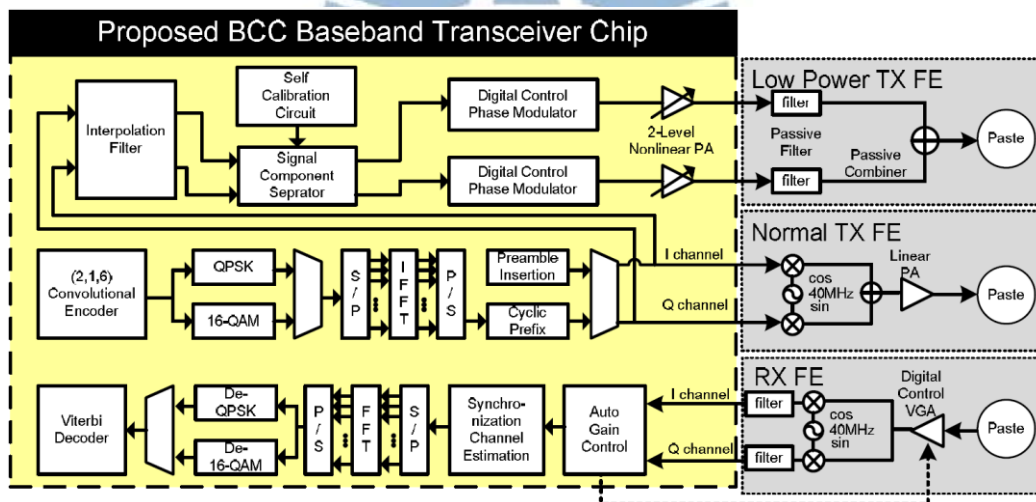 Proposed BCC Baseband Transceiver Chip
Interpolation
Filter
Self
Calibration
Circuit
Signal
Component
Seprator
Digital Control
Phase Modulator
Digital Control
Phase Modulator
2-Level
Nonlinear PA
Low Power TX FE
filter
Passive
Filter
filter
Passive
Combiner
Paste
(2,1,6)
Convolutional
Encoder
QPSK
16-QAM
S/P
IFFT
P/S
Preamble
Insertion
Cyclic
Prefix
I channel
Q channel
Normal TX FE
cos
40MHz
sin
Linear
PA
Paste
Viterbi
Decoder
De-
QPSK
De-
16-QAM
P/S
FFT
S/P
Synchro-
nization
Channel
Estimation
Auto
Gain
Control
I channel
Q channel
RX FE
filter
filter
cos
40MHz
sin
Digital
Control
VGA
Paste